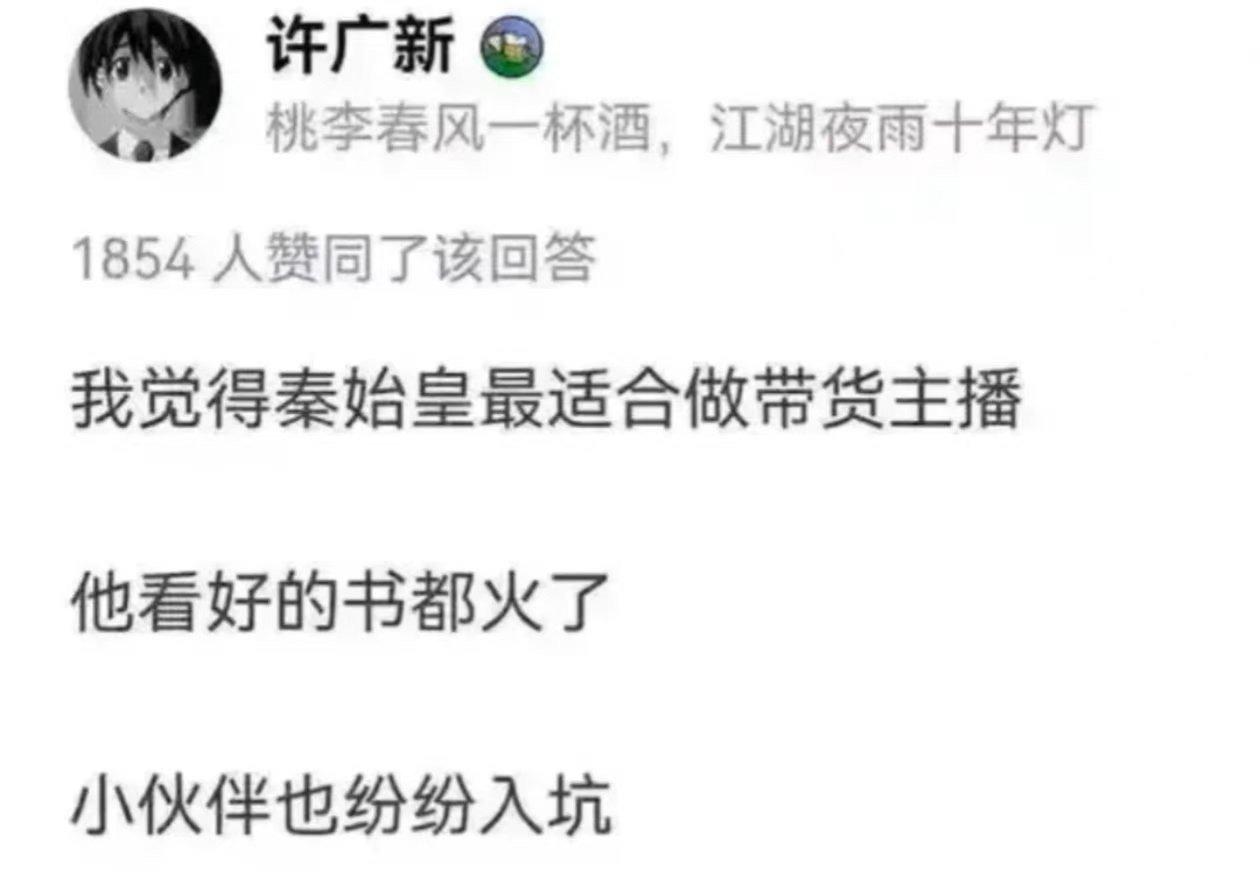 许广新
桃李春风一杯酒，江湖夜雨十年灯
1854 人赞同了该回答
我觉得秦始皇最适合做带货主播
他看好的书都火了
小伙伴也纷纷入坑